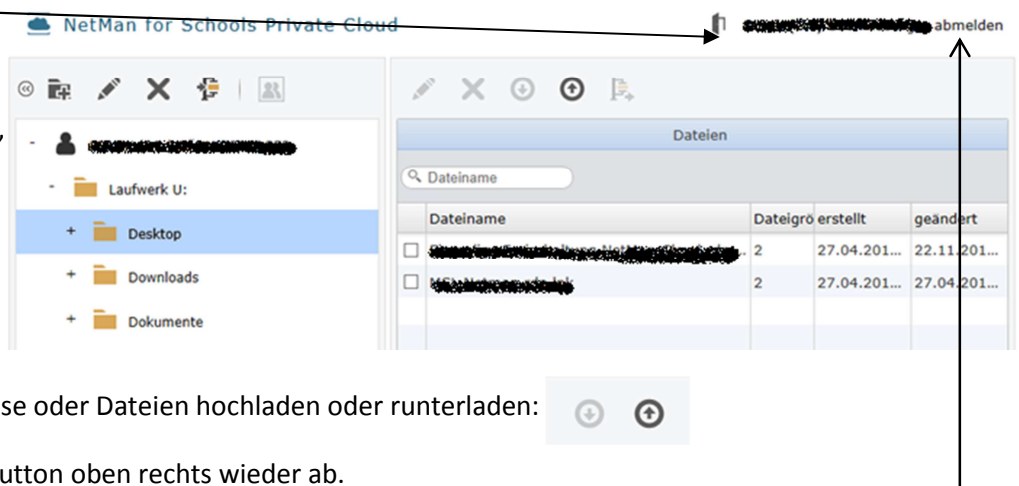 NetMan for Schools Private Cloud
abmelden
Laufwerk U:
Desktop
Downloads
Dokumente
Dateien
Dateiname
Dateiname Dateigrö erstellt geändert
2 27.04.201... 22.11.201...
2 27.04.201... 27.04.201...
se oder Dateien hochladen oder runterladen:
utton oben rechts wieder ab.